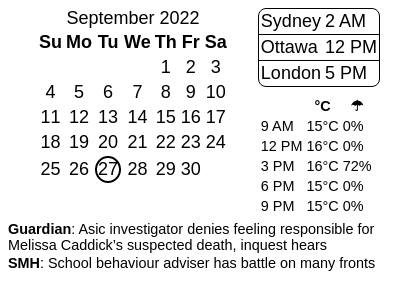 September 2022
Su Mo Tu We Th Fr Sa
1 2 3
4 5 6 7 8 9 10
11 12 13 14 15 16 17
18 19 20 21 22 23 24
25 26 27 28 29 30
Sydney 2 AM
Ottawa 12 PM
London 5 PM
°C ☂
9 AM 15°C 0%
12 PM 16°C 0%
3 PM 16°C 72%
6 PM 15°C 0%
9 PM 15°C 0%
Guardian: Asic investigator denies feeling responsible for
Melissa Caddick’s suspected death, inquest hears
SMH: School behaviour adviser has battle on many fronts